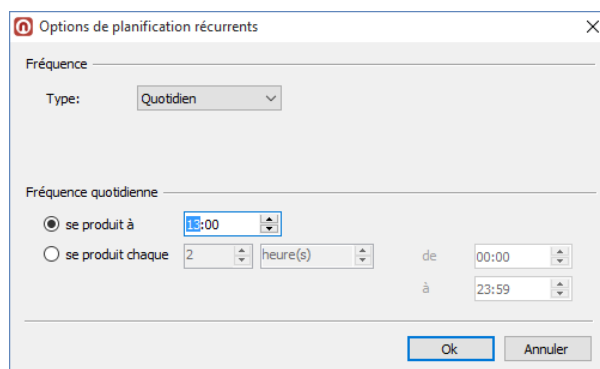 Options de planification récurrents
Fréquence
Type: Quotidien
Fréquence quotidienne
se produit à 13:00
se produit chaque 2 heure(s) de 00:00
à 23:59
Ok Annuler